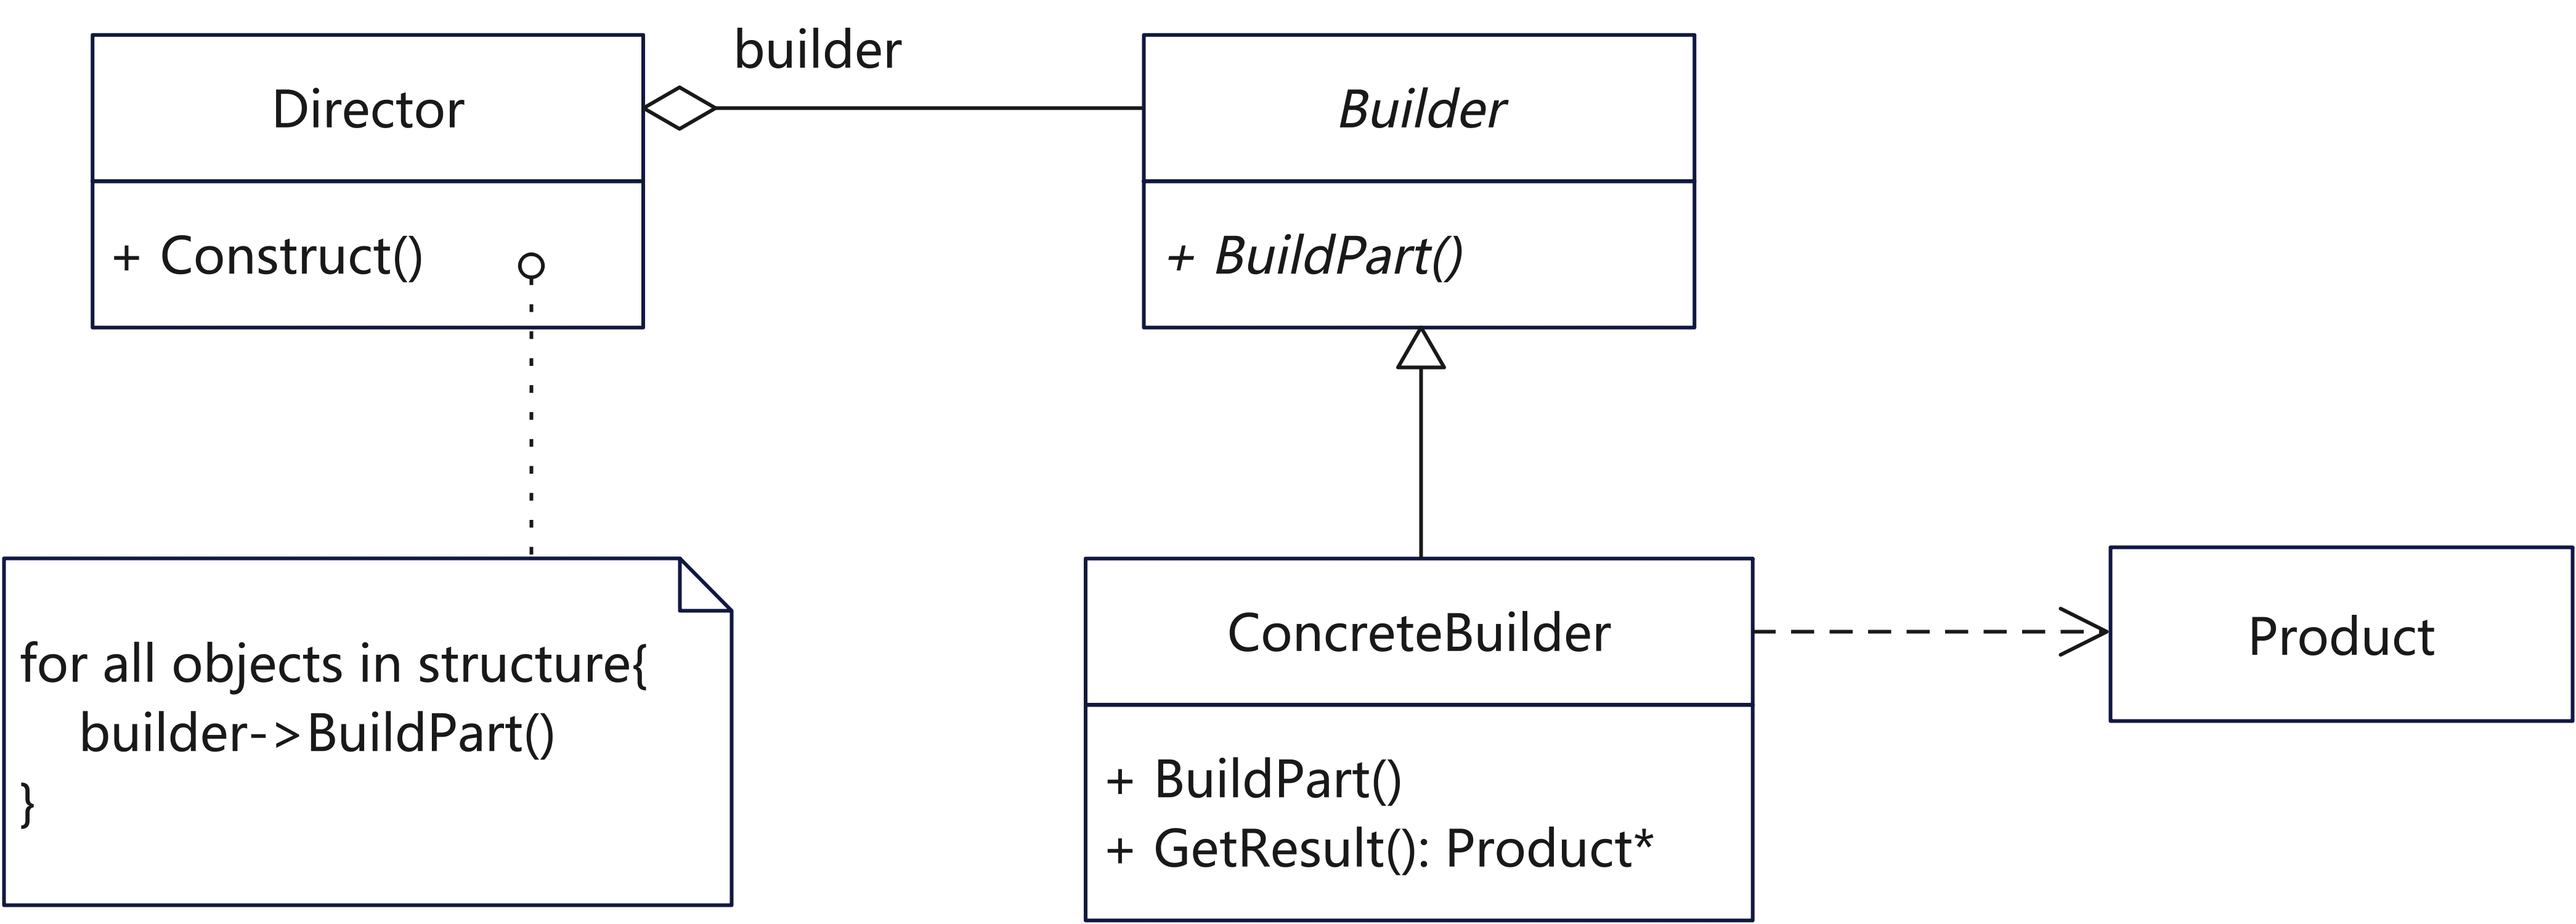 builder
Director
Builder
+ Construct()
+ BuildPart()
for all objects in structure{
builder->BuildPart()
}
ConcreteBuilder
+ BuildPart()
+ GetResult(): Product*
Product